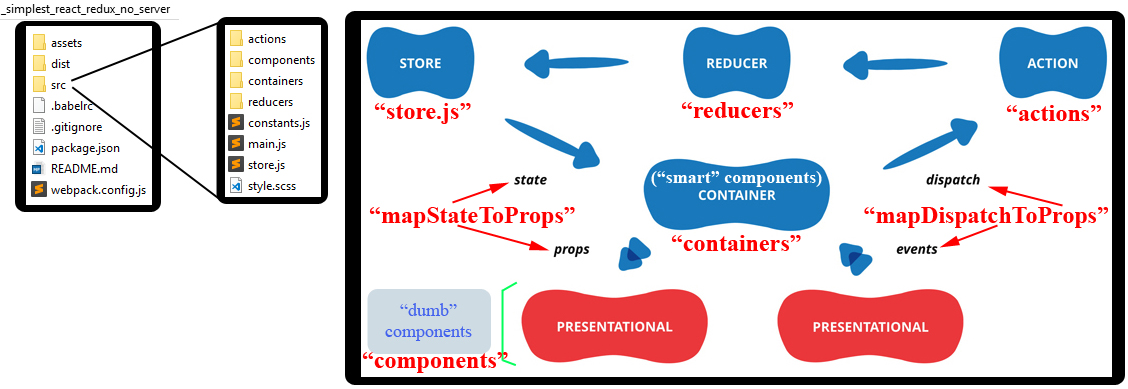 _simplest_react_redux_no_server
assets
dist
src
.babelrc
.gitignore
package.json
README.md
webpack.config.js
actions
components
containers
reducers
constants.js
main.js
store.js
style.scss
STORE
REDUCER
ACTION
“store.js”
“reducers”
“actions”
(“smart” components)
CONTAINER
state
dispatch
“mapStateToProps”
“mapDispatchToProps”
“containers”
props
events
“dumb”
components
PRESENTATIONAL
PRESENTATIONAL
“components”